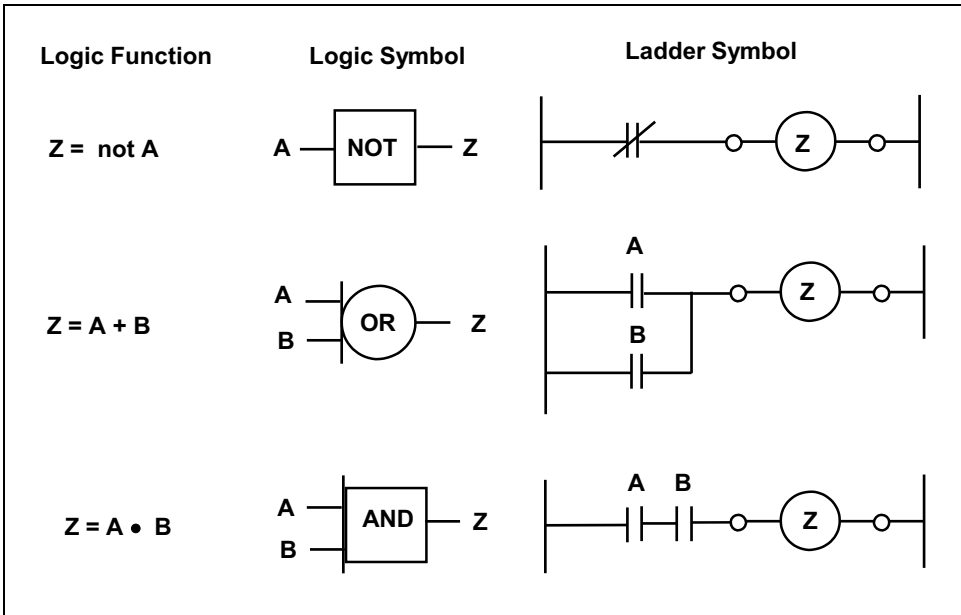 Logic Function Logic Symbol Ladder Symbol
Z = not A A NOT Z Z
A
Z = A + B A B OR Z Z
B
A B
Z = A • B A B AND Z Z